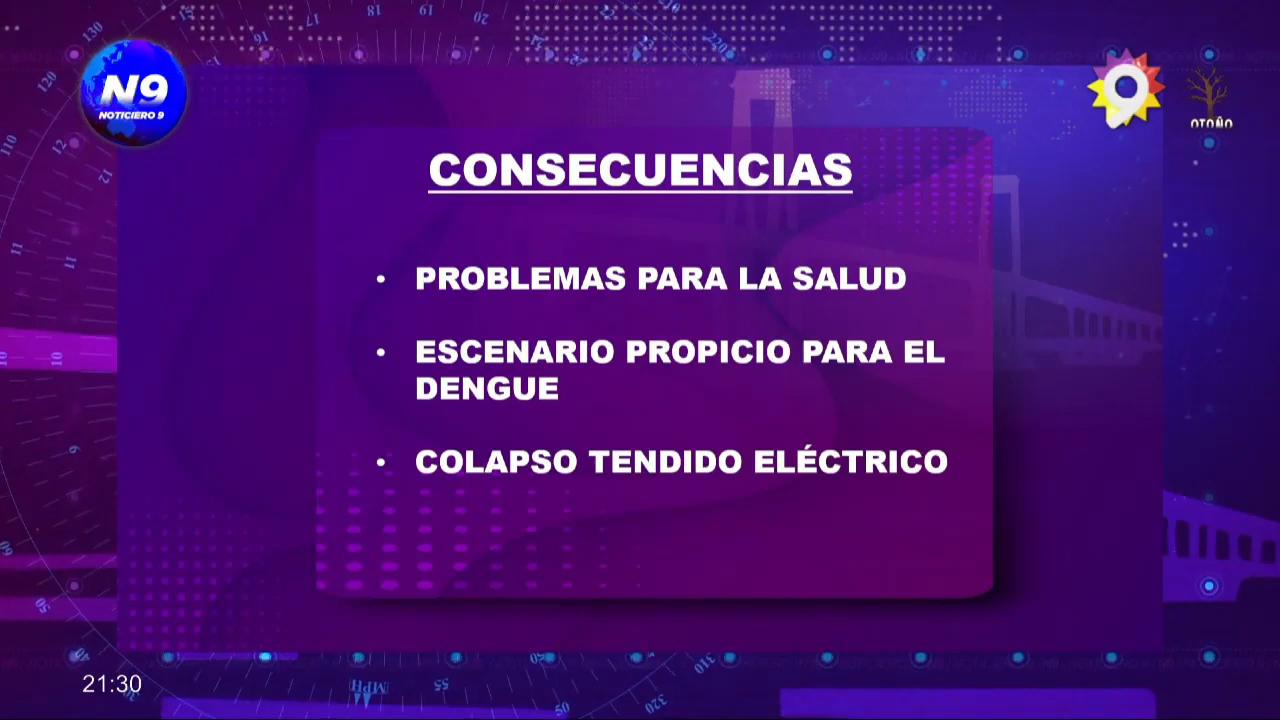 N9
NOTICIERO 9
9
OTOÑO
CONSECUENCIAS
• PROBLEMAS PARA LA SALUD
• ESCENARIO PROPICIO PARA EL
DENGUE
• COLAPSO TENDIDO ELÉCTRICO
21:30